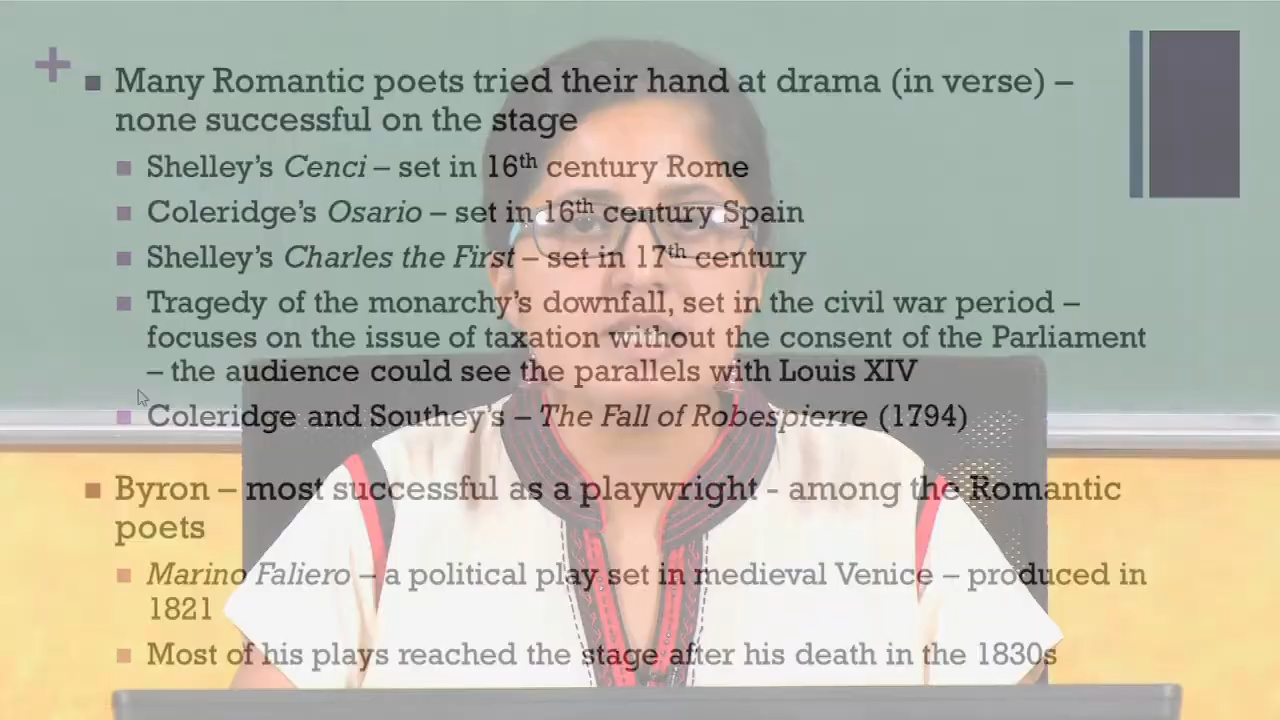 Many Romantic poets tried their hand at drama (in verse) –
none successful on the stage
Shelley's Cenci – set in 16th century Rome
Coleridge's Osario – set in 16th century Spain
Shelley's Charles the First – set in 17th century
Tragedy of the monarchy's downfall, set in the civil war period –
focuses on the issue of taxation without the consent of the Parliament
– the audience could see the parallels with Louis XIV
Coleridge and Southey's – The Fall of Robespierre (1794)
Byron – most successful as a playwright - among the Romantic
poets
Marino Faliero – a political play set in medieval Venice – produced in
1821
Most of his plays reached the stage after his death in the 1830s